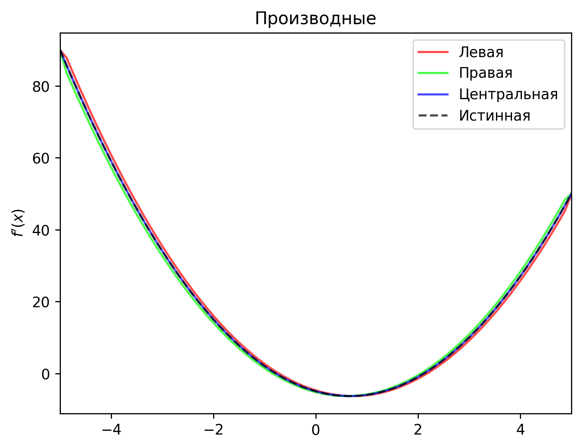 Производные
Левая
Правая
Центральная
Истинная
f'(x)
80
60
40
20
0
−4
−2
0
2
4